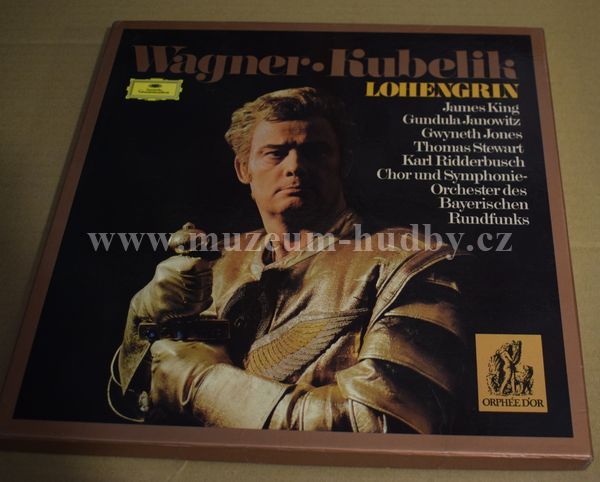 Wagner·Kubelik
LOHENGRIN
James King
Gundula Janowitz
Gwyneth Jones
Thomas Stewart
Karl Ridderbusch
Chor und Symphonie-
Orchester des
Bayerischen
Rundfunks
www.muzeum-hudby.cz
ORPHÉE D'OR